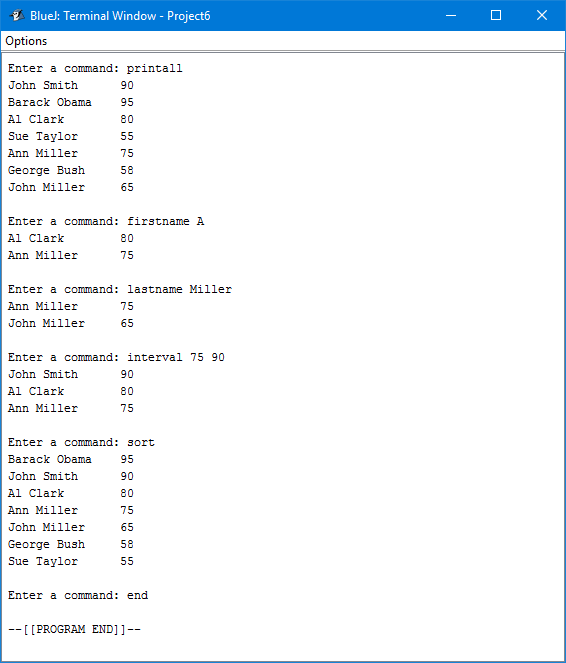 BlueJ: Terminal Window - Project6
Options
Enter a command: printall
John Smith      90
Barack Obama    95
Al Clark        80
Sue Taylor      55
Ann Miller      75
George Bush     58
John Miller     65

Enter a command: firstname A
Al Clark        80
Ann Miller      75

Enter a command: lastname Miller
Ann Miller      75
John Miller     65

Enter a command: interval 75 90
John Smith      90
Al Clark        80
Ann Miller      75

Enter a command: sort
Barack Obama    95
John Smith      90
Al Clark        80
Ann Miller      75
John Miller     65
George Bush     58
Sue Taylor      55

Enter a command: end

--[[PROGRAM END]]--